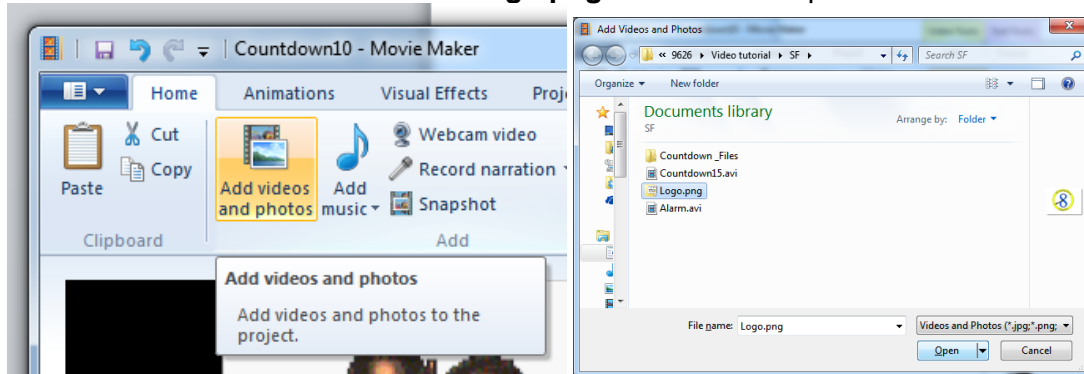 Countdown10 - Movie Maker
Home Animations Visual Effects Proj
Paste
Cut
Copy
Clipboard
Add videos
and photos
Add
music
Webcam video
Record narration
Snapshot
Add
Add videos and photos
Add videos and photos to the
project.
Add Videos and Photos
« 9626 Video tutorial SF
Search SF
Organize New folder
Documents library
SF
Arrange by: Folder
Countdown _Files
Countdown15.avi
Logo.png
Alarm.avi
File name: Logo.png
Videos and Photos (*.jpg;*.png;
Open Cancel